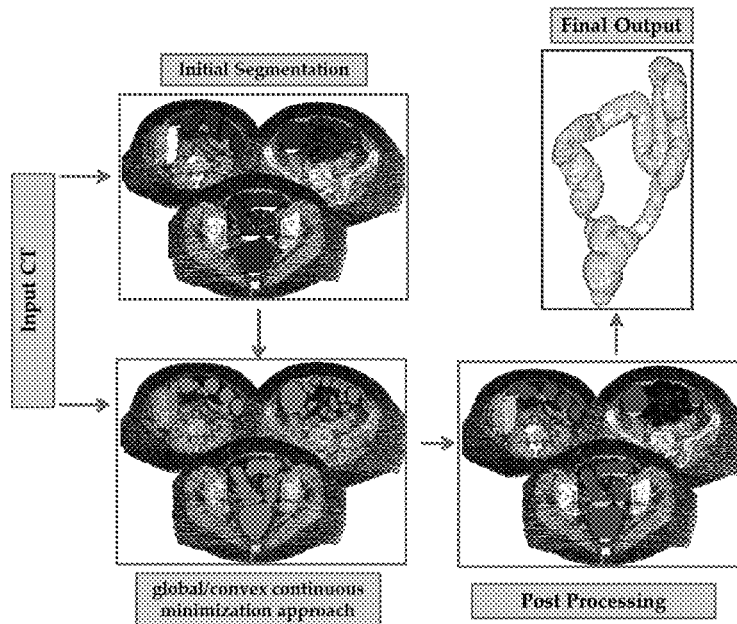 Final Output
Initial Segmentation
Input CT
global/convex continuous
minimization approach
Post Processing